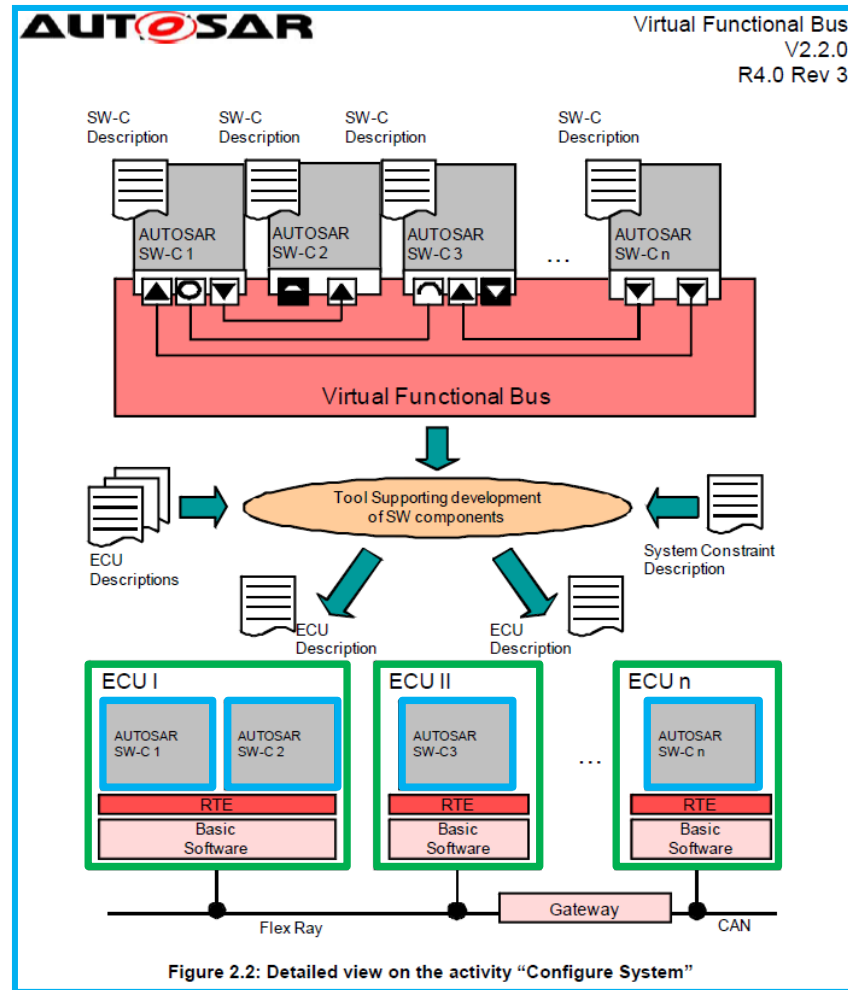 AUTOSAR
Virtual Functional Bus
V2.2.0
R4.0 Rev 3
SW-C
Description
SW-C
Description
SW-C
Description
SW-C
Description
AUTOSAR
SW-C 1
AUTOSAR
SW-C 2
AUTOSAR
SW-C 3
...
AUTOSAR
SW-C n
Virtual Functional Bus
Tool Supporting development
of SW components
ECU
Descriptions
System Constraint
Description
ECU
Description
ECU
Description
ECU I
AUTOSAR
SW-C 1
AUTOSAR
SW-C 2
RTE
Basic
Software
ECU II
AUTOSAR
SW-C3
RTE
Basic
Software
...
ECU n
AUTOSAR
SW-C n
RTE
Basic
Software
Flex Ray
Gateway
CAN
Figure 2.2: Detailed view on the activity “Configure System”